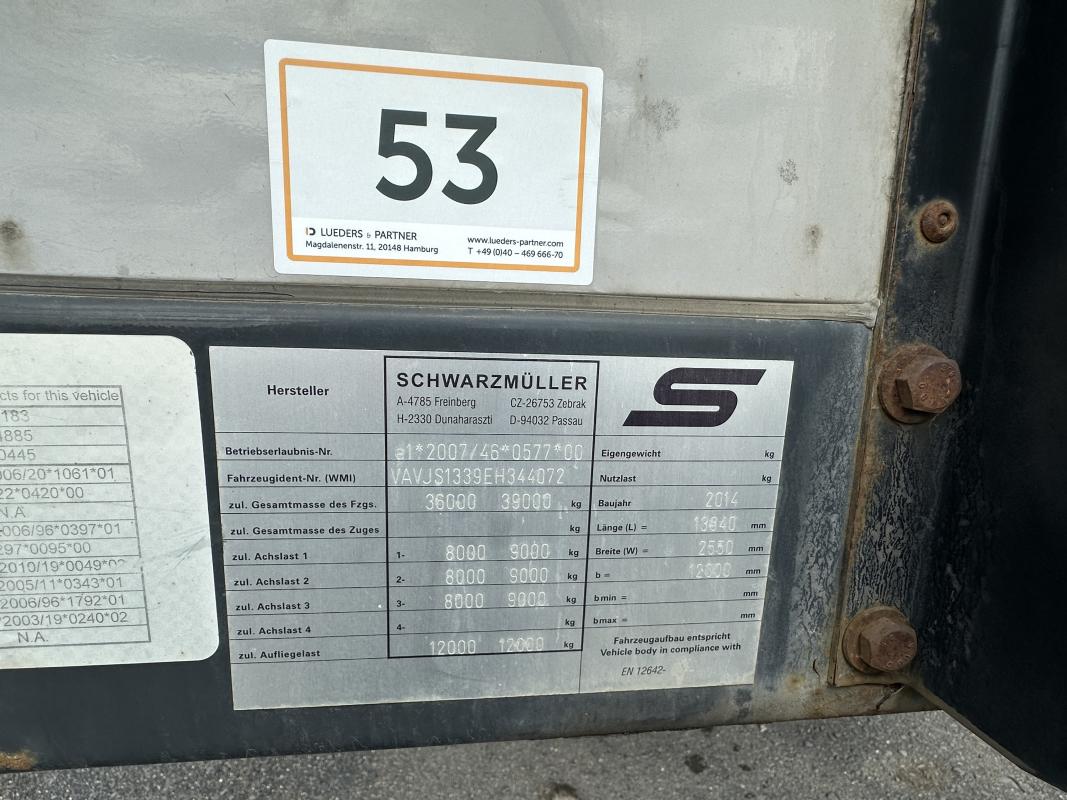 53
LUEDERS & PARTNER
Magdalenenstr. 11, 20148 Hamburg
www.lueders-partner.com
T +49 (0)40 – 469 666-70
cts for this vehicle
183
4885
0445
006/20*1061*01
22*0420*00
N.A
2006/96*0397*01
297*0095*00
2010/19*0049*0
2005/11*0343*01
2006/96*1792*01
2003/19*0240*02
N.A.
Hersteller
SCHWARZMÜLLER
A-4785 Freinberg CZ-26753 Zebrak
H-2330 Dunaharaszti D-94032 Passau
S
Betriebserlaubnis-Nr. e1*2007/46*0577*00
Fahrzeugident-Nr. (WMI) VAVJS1339EH344072
zul. Gesamtmasse des Fzgs. 36000 39000 kg
zul. Gesamtmasse des Zuges kg
zul. Achslast 1 1- 8000 9000 kg
zul. Achslast 2 2- 8000 9000 kg
zul. Achslast 3 3- 8000 9000 kg
zul. Achslast 4 4- kg
zul. Aufliegelast 12000 12000 kg
Eigengewicht kg
Nutzlast kg
Baujahr 2014
Länge (L) = 13640 mm
Breite (W) = 2550 mm
b = 12000 mm
bmin = mm
bmax = mm
Fahrzeugaufbau entspricht
Vehicle body in compliance with
EN 12642-